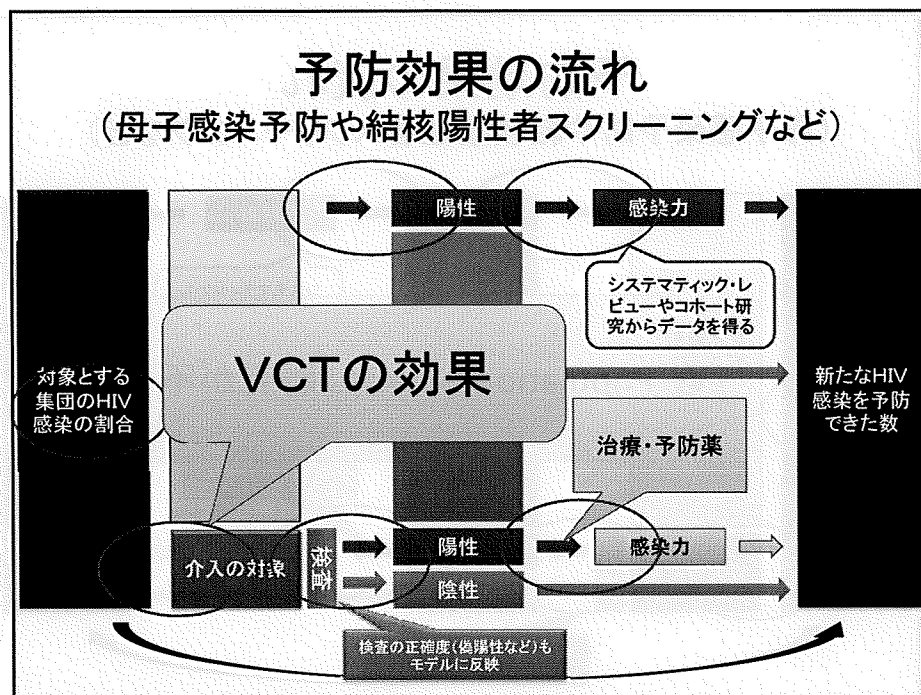 予防効果の流れ
(母子感染予防や結核陽性者スクリーニングなど)
陽性
感染力
システマティック・レ
ビューやコホート研
究からデータを得る
対象とする
集団のHIV
感染の割合
VCTの効果
新たなHIV
感染を予防
できた数
治療・予防薬
介入の対象
検査
陽性
感染力
陰性
検査の正確度(偽陽性など)も
モデルに反映